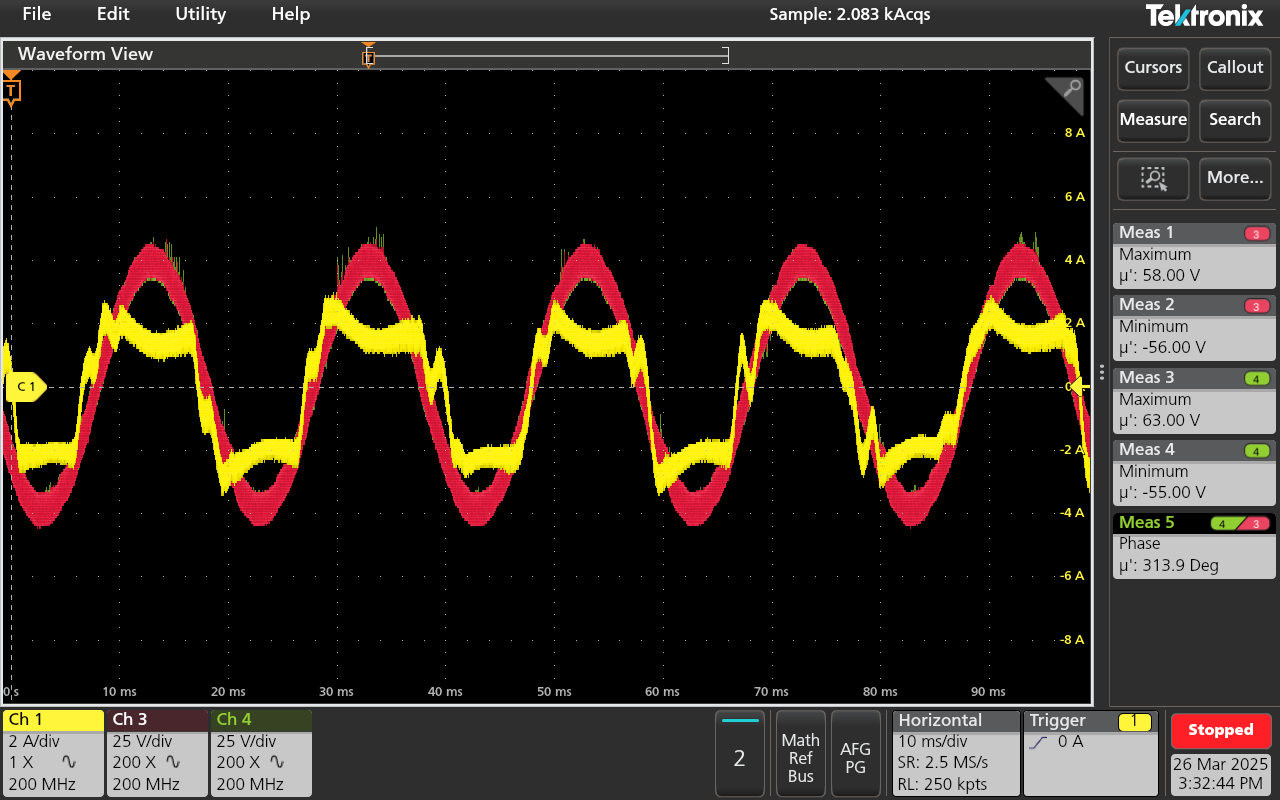 File Edit Utility Help Sample: 2.083 kAcqs Tektronix
Waveform View
T
T
Cursors Callout
Measure Search
More...
8 A
6 A
4 A
2 A
C 1
-2 A
-4 A
-6 A
-8 A
0 s 10 ms 20 ms 30 ms 40 ms 50 ms 60 ms 70 ms 80 ms 90 ms
Meas 1 3
Maximum
µ': 58.00 V
Meas 2 3
Minimum
µ': -56.00 V
Meas 3 4
Maximum
µ': 63.00 V
Meas 4 4
Minimum
µ': -55.00 V
Meas 5 4 3
Phase
µ': 313.9 Deg
Ch 1
2 A/div
1 X
200 MHz
Ch 3
25 V/div
200 X
200 MHz
Ch 4
25 V/div
200 X
200 MHz
2
Math
Ref
Bus
AFG
PG
Horizontal
10 ms/div
SR: 2.5 MS/s
RL: 250 kpts
Trigger 1
0 A
Stopped
26 Mar 2025
3:32:44 PM